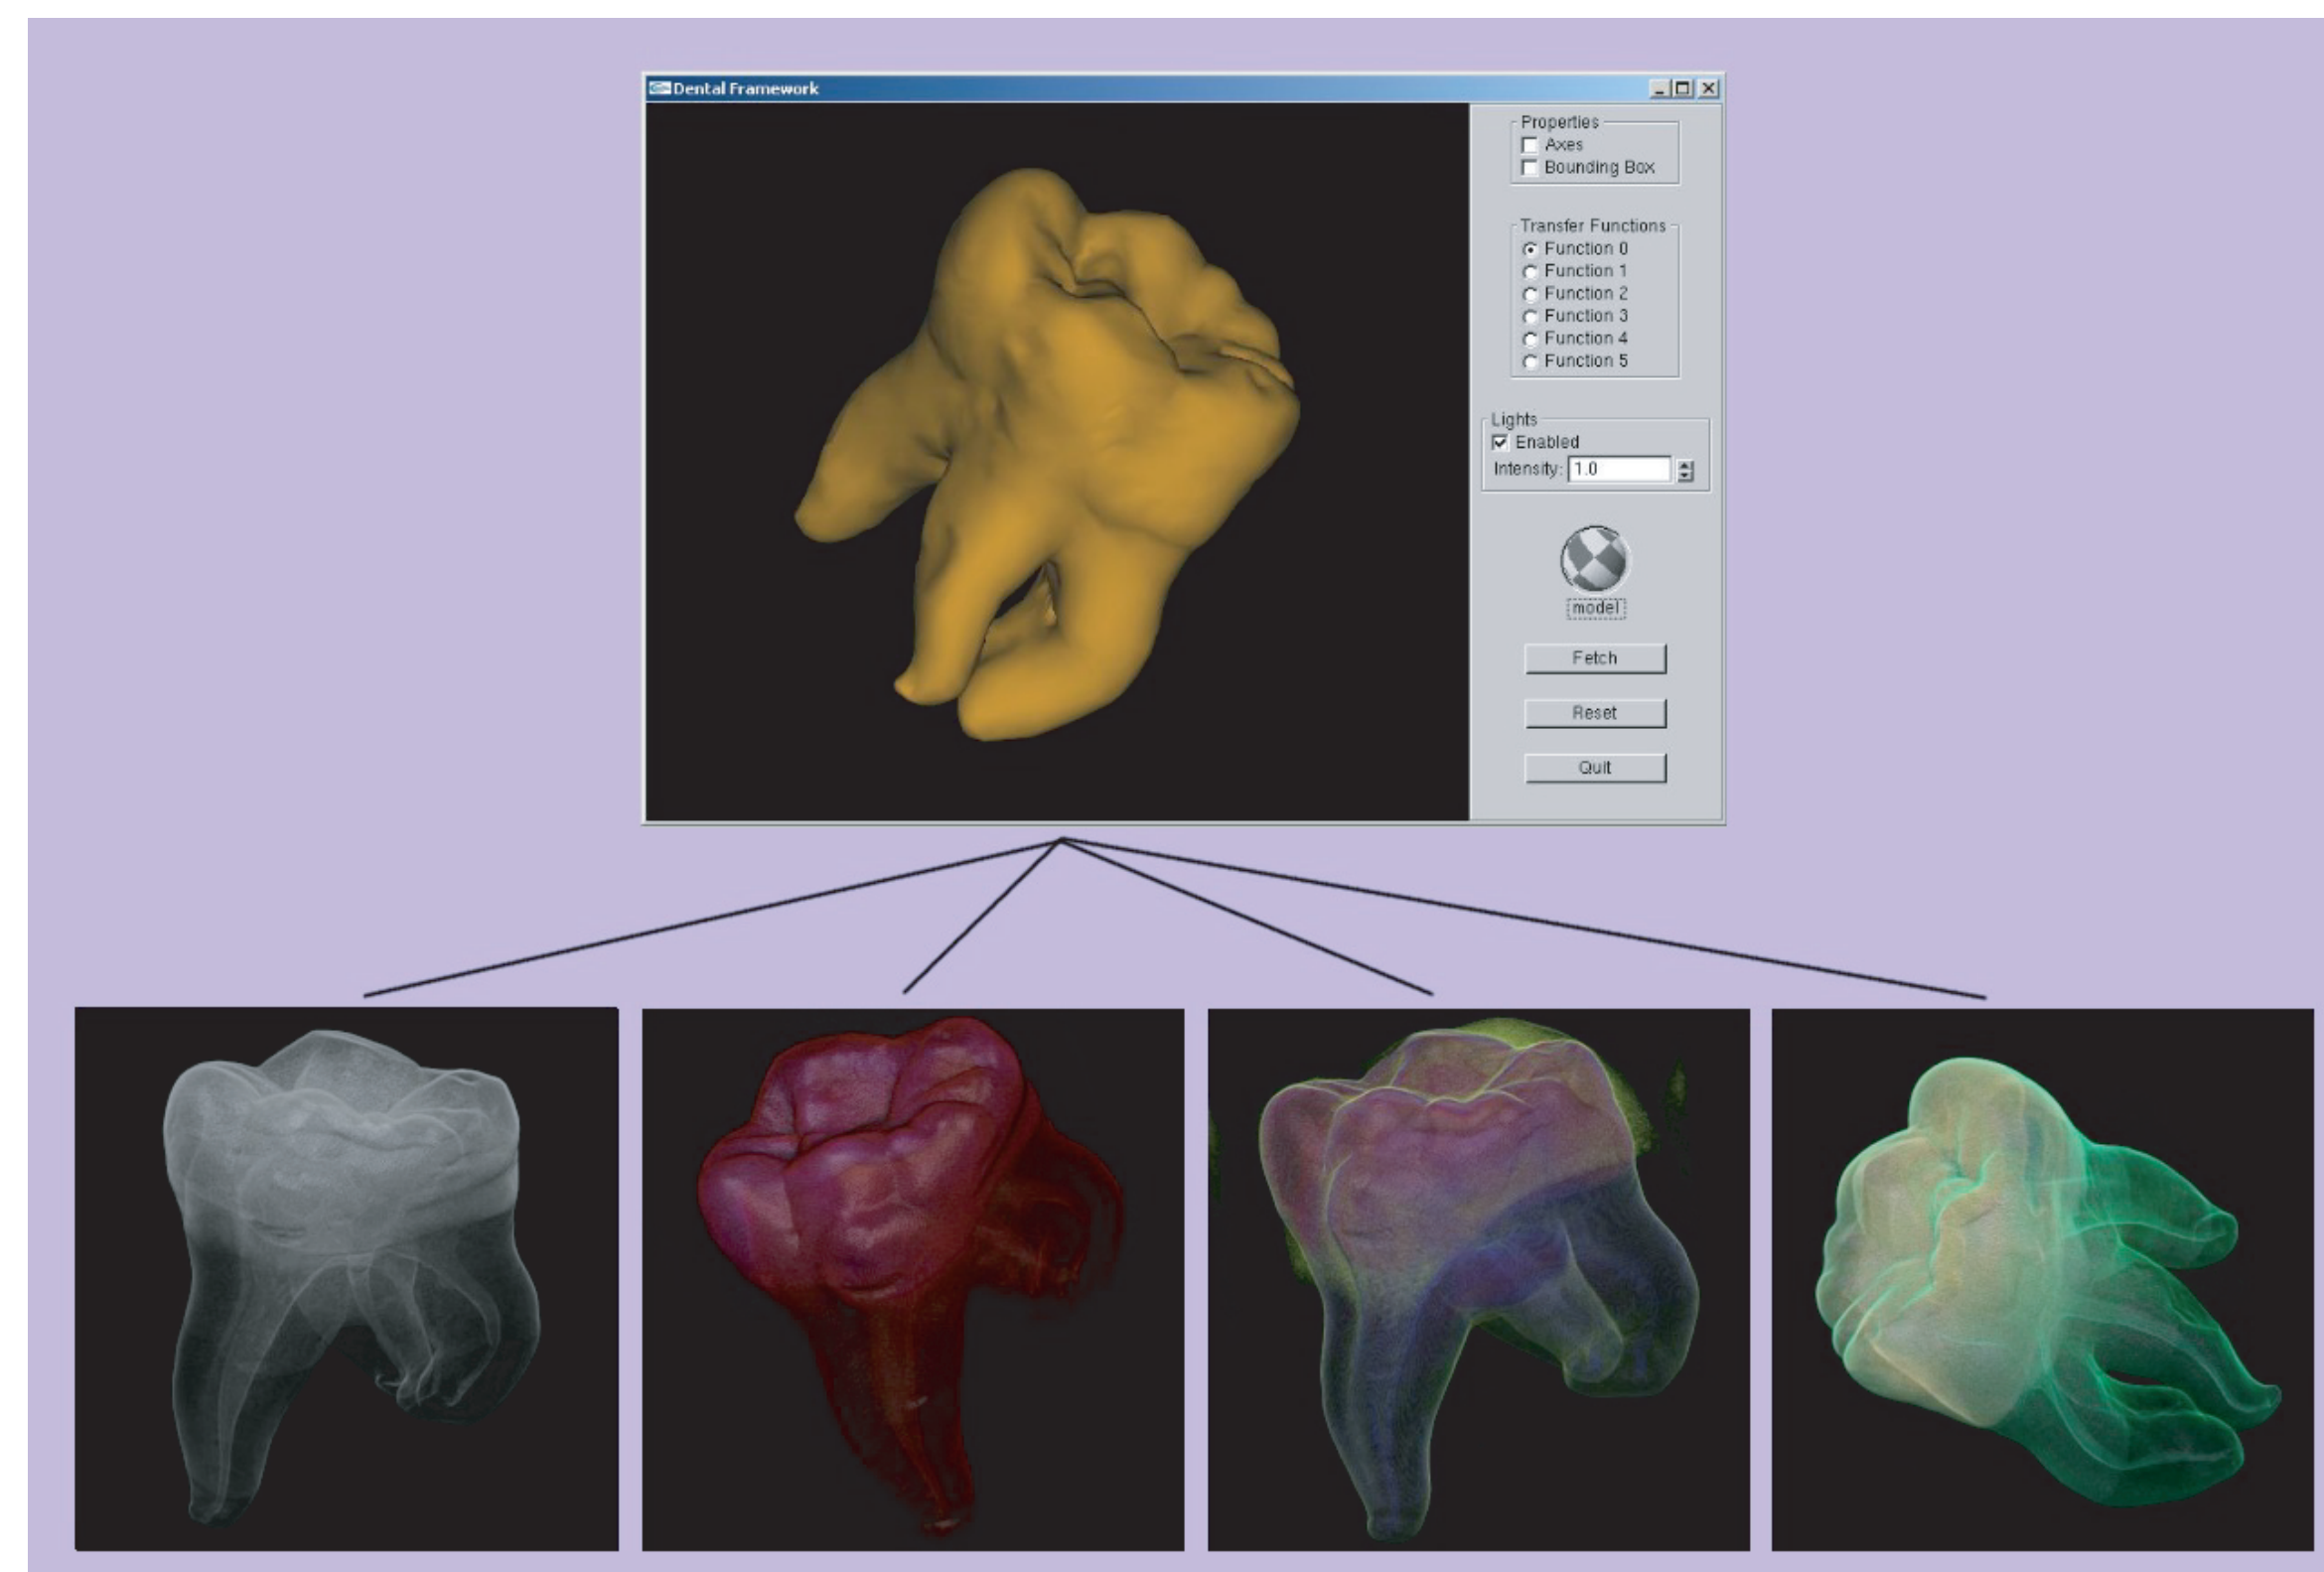 Dental Framework
Properties
Axes
Bounding Box
Transfer Functions
Function 0
Function 1
Function 2
Function 3
Function 4
Function 5
Lights
Enabled
Intensity: 1.0
model
Fetch
Reset
Quit